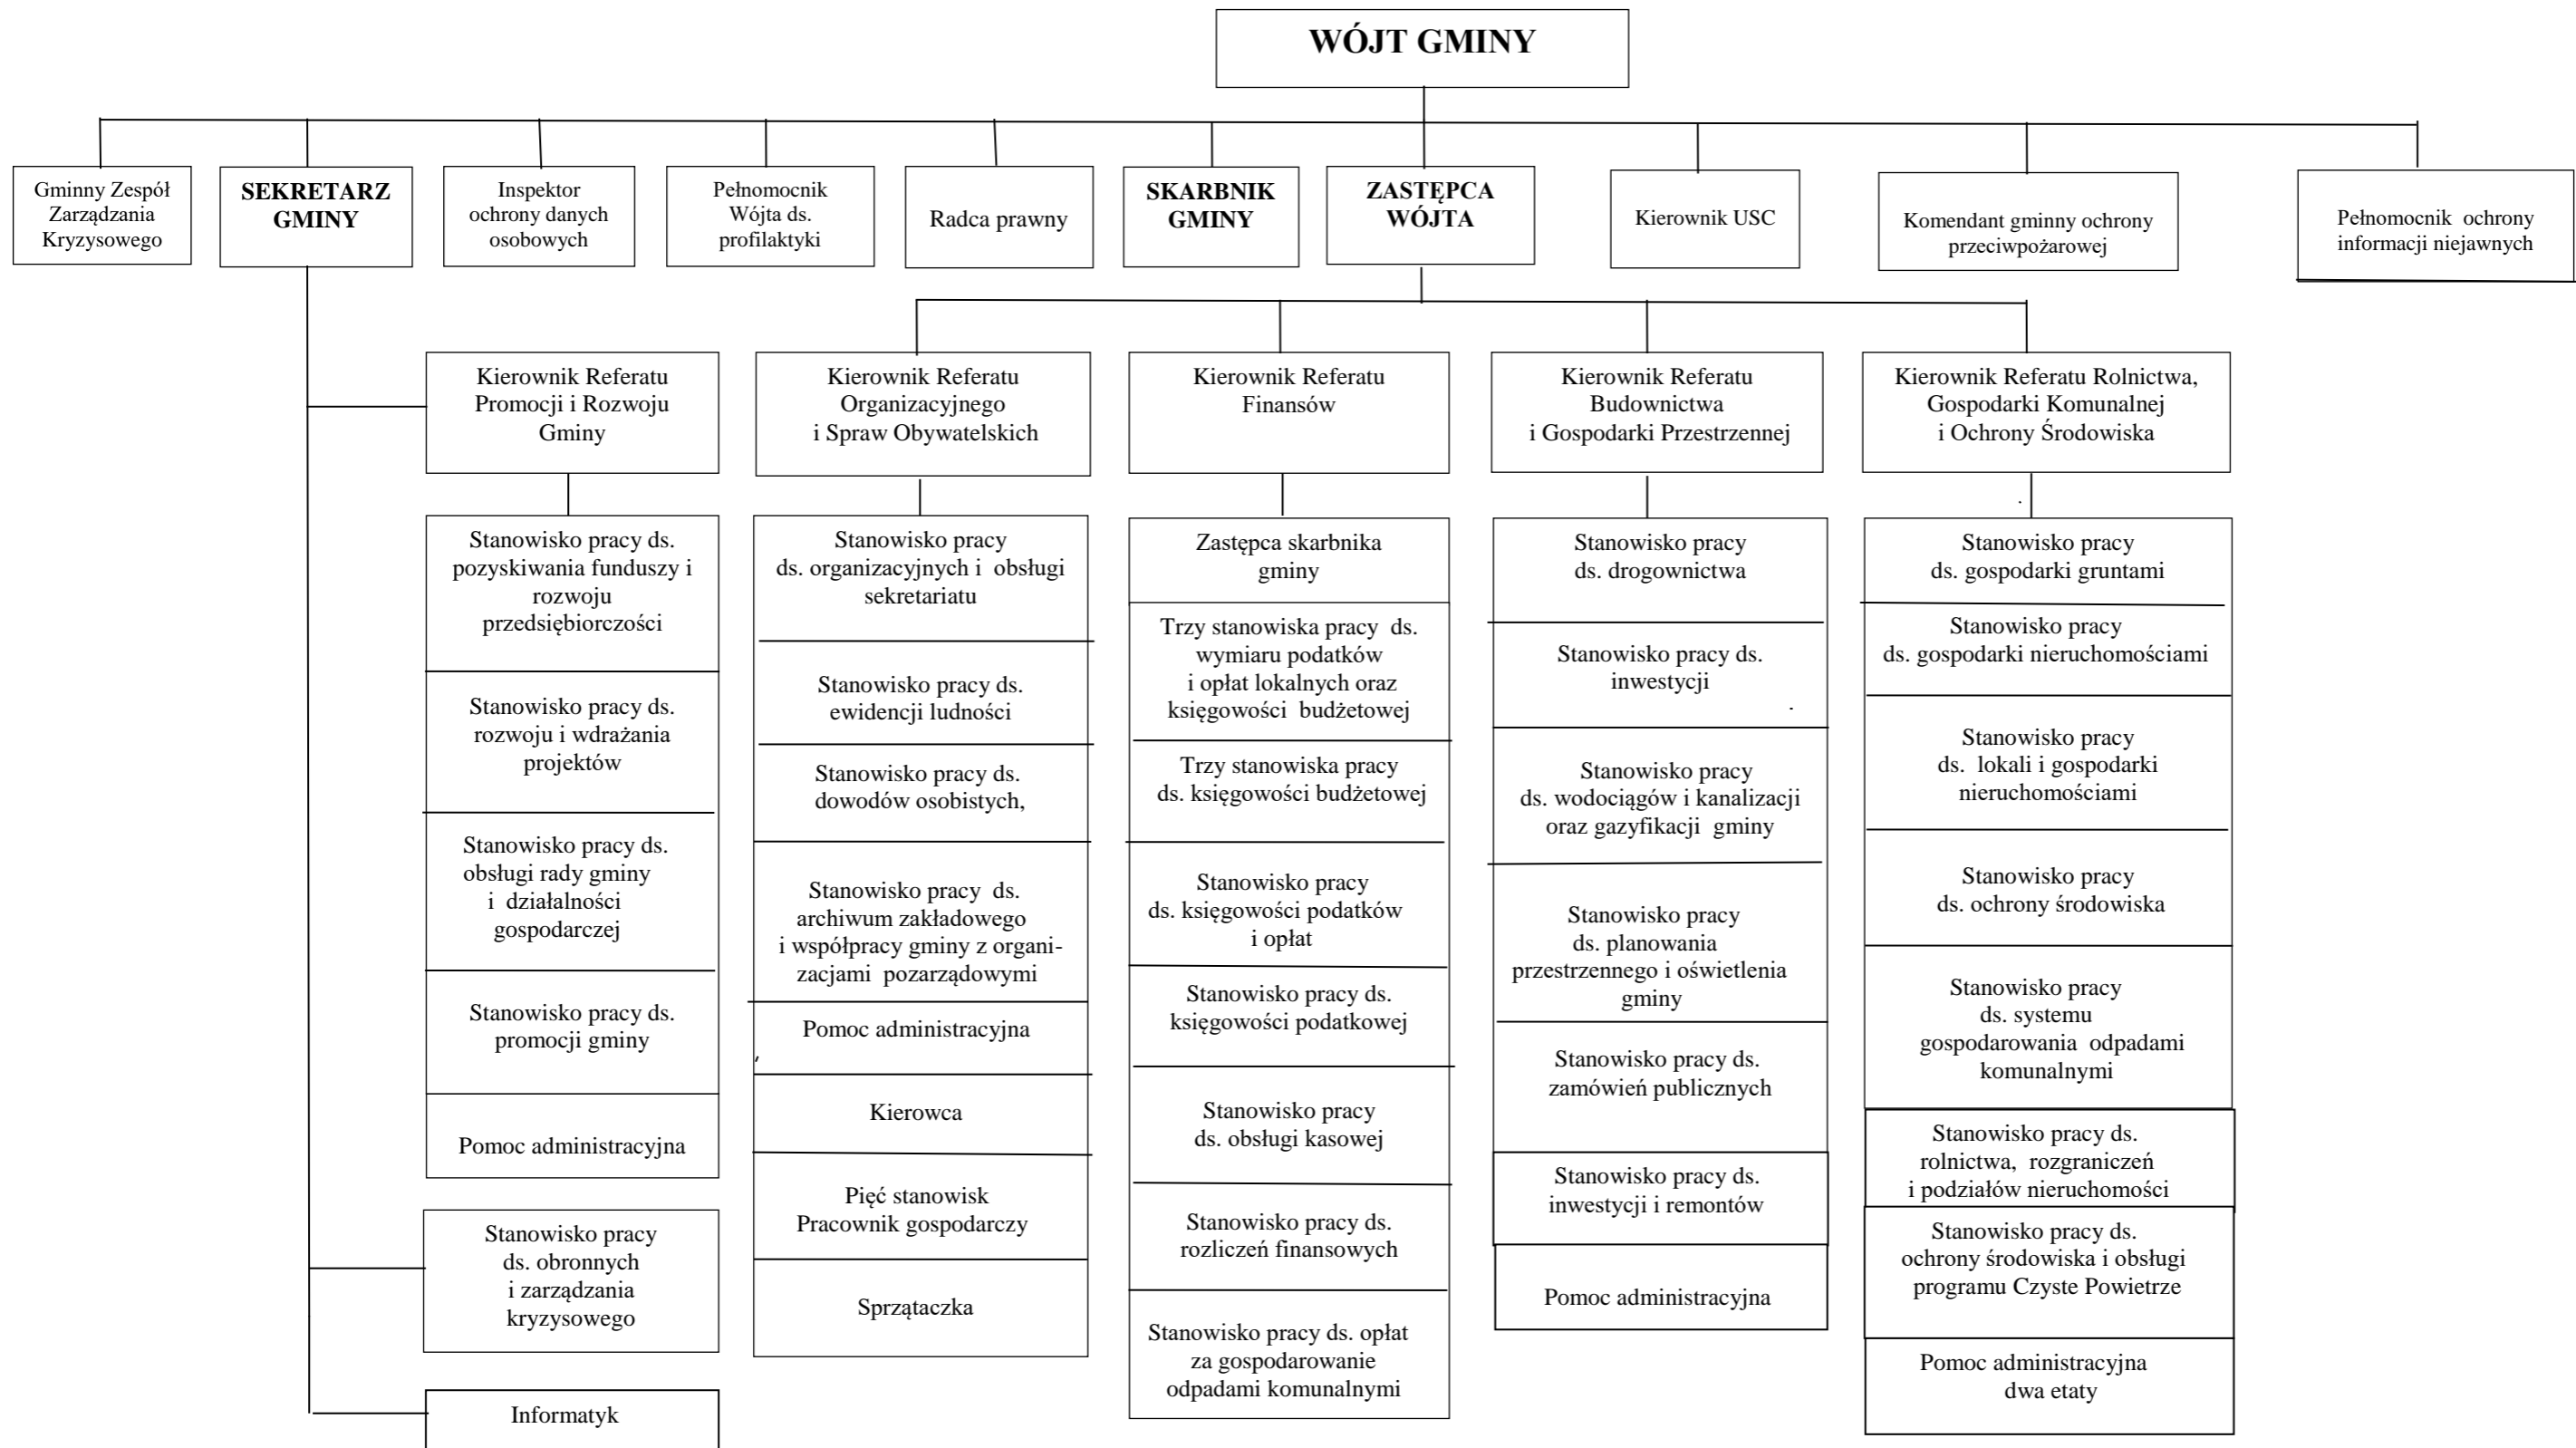 WÓJT GMINY
Gminny Zespół
Zarządzania
Kryzysowego
SEKRETARZ
GMINY
Inspektor
ochrony danych
osobowych
Pełnomocnik
Wójta ds.
profilaktyki
Radca prawny
SKARBNIK
GMINY
ZASTĘPCA
WÓJTA
Kierownik USC
Komendant gminny ochrony
przeciwpożarowej
Pełnomocnik ochrony
informacji niejawnych
Kierownik Referatu
Promocji i Rozwoju
Gminy
Kierownik Referatu
Organizacyjnego
i Spraw Obywatelskich
Kierownik Referatu
Finansów
Kierownik Referatu
Budownictwa
i Gospodarki Przestrzennej
Kierownik Referatu Rolnictwa,
Gospodarki Komunalnej
i Ochrony Środowiska
Stanowisko pracy ds.
pozyskiwania funduszy i
rozwoju
przedsiębiorczości
Stanowisko pracy ds.
rozwoju i wdrażania
projektów
Stanowisko pracy ds.
obsługi rady gminy
i działalności
gospodarczej
Stanowisko pracy ds.
promocji gminy
Pomoc administracyjna
Stanowisko pracy
ds. obronnych
i zarządzania
kryzysowego
Informatyk
Stanowisko pracy
ds. organizacyjnych i obsługi
sekretariatu
Stanowisko pracy ds.
ewidencji ludności
Stanowisko pracy ds.
dowodów osobistych,
Stanowisko pracy ds.
archiwum zakładowego
i współpracy gminy z organi-
zacjami pozarządowymi
Pomoc administracyjna
,
Kierowca
Pięć stanowisk
Pracownik gospodarczy
Sprzątaczka
Zastępca skarbnika
gminy
Trzy stanowiska pracy ds.
wymiaru podatków
i opłat lokalnych oraz
księgowości budżetowej
Trzy stanowiska pracy
ds. księgowości budżetowej
Stanowisko pracy
ds. księgowości podatków
i opłat
Stanowisko pracy ds.
księgowości podatkowej
Stanowisko pracy
ds. obsługi kasowej
Stanowisko pracy ds.
rozliczeń finansowych
Stanowisko pracy ds. opłat
za gospodarowanie
odpadami komunalnymi
Stanowisko pracy
ds. drogownictwa
Stanowisko pracy ds.
inwestycji
Stanowisko pracy
ds. wodociągów i kanalizacji
oraz gazyfikacji gminy
Stanowisko pracy
ds. planowania
przestrzennego i oświetlenia
gminy
Stanowisko pracy ds.
zamówień publicznych
Stanowisko pracy ds.
inwestycji i remontów
Pomoc administracyjna
Stanowisko pracy
ds. gospodarki gruntami
Stanowisko pracy
ds. gospodarki nieruchomościami
Stanowisko pracy
ds. lokali i gospodarki
nieruchomościami
Stanowisko pracy
ds. ochrony środowiska
Stanowisko pracy
ds. systemu
gospodarowania odpadami
komunalnymi
Stanowisko pracy ds.
rolnictwa, rozgraniczeń
i podziałów nieruchomości
Stanowisko pracy ds.
ochrony środowiska i obsługi
programu Czyste Powietrze
Pomoc administracyjna
dwa etaty